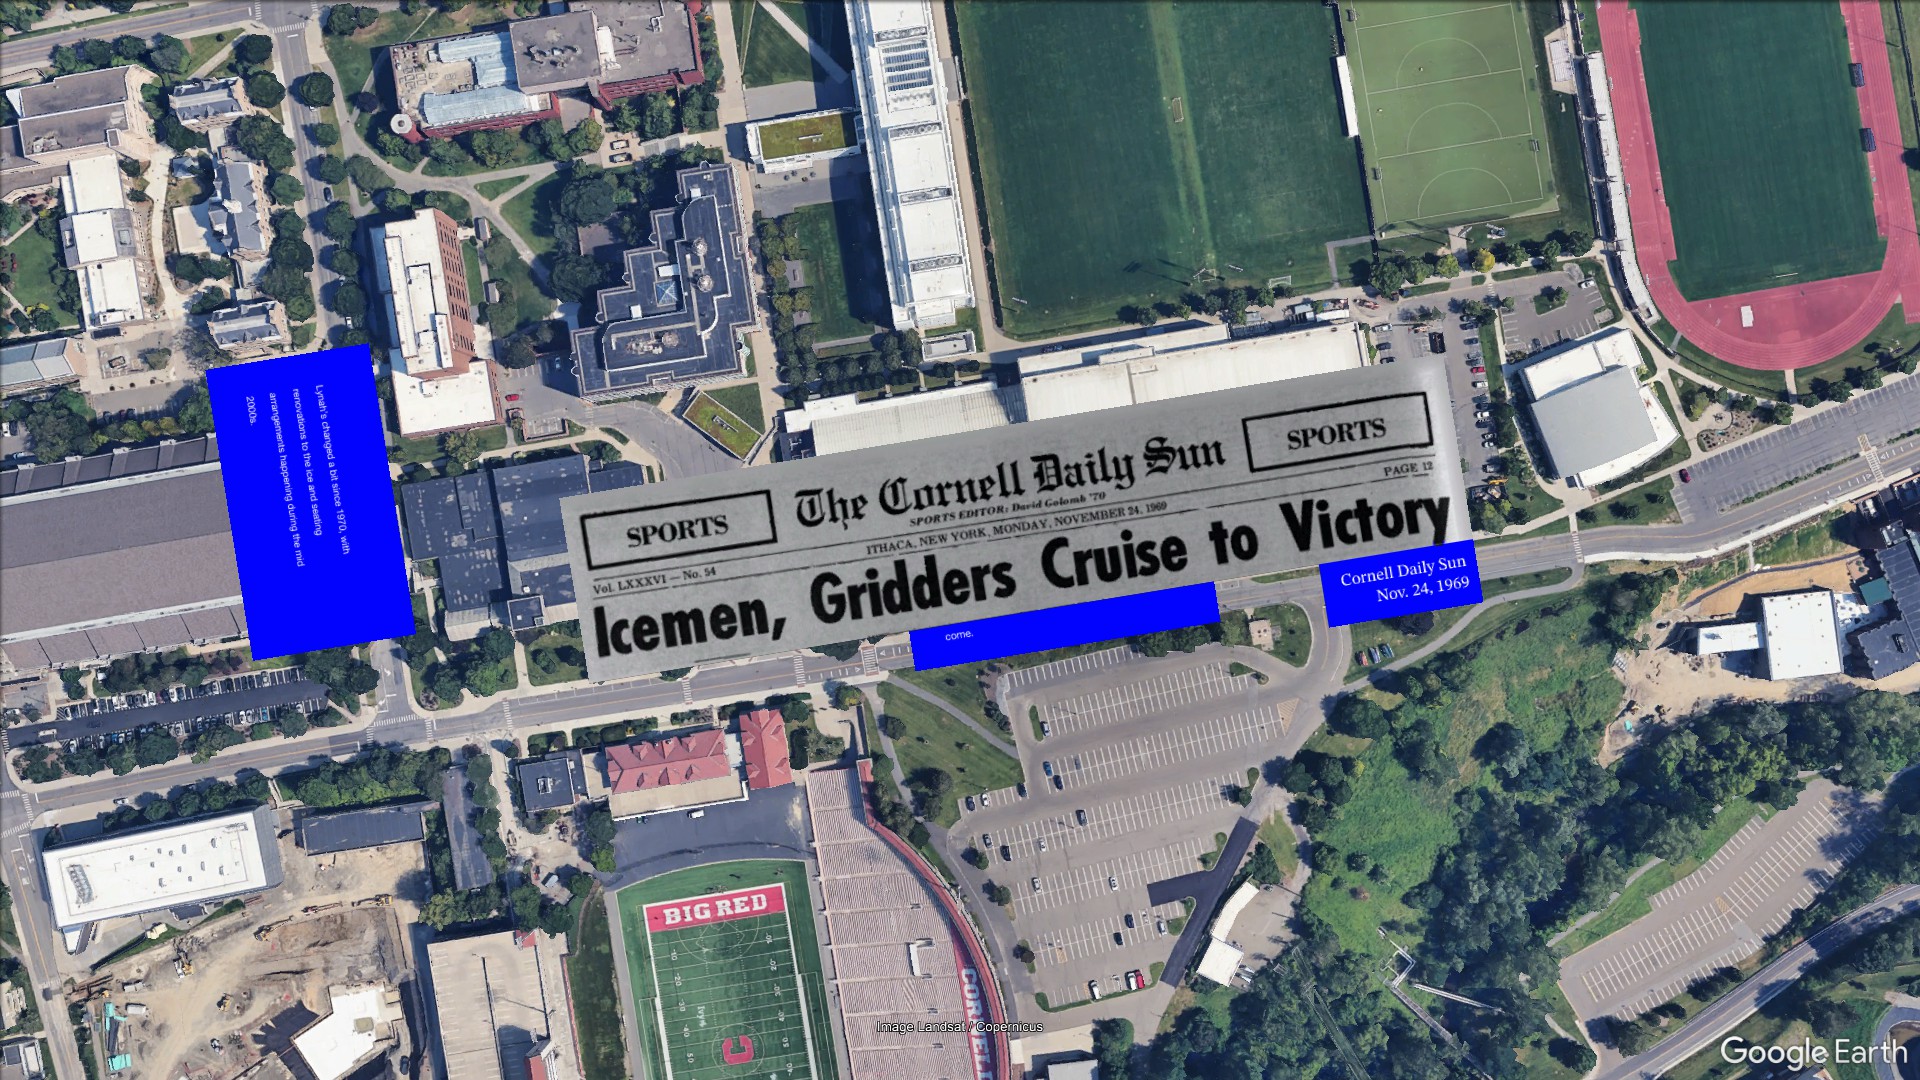 Lynah's changed a bit since 1970, with
renovations to the ice and seating
arrangements happening during the mid
2000s.
SPORTS
The Cornell Daily Sun
SPORTS
SPORTS EDITOR: David Golomb '70
Vol. LXXXVI — No. 54
ITHACA, NEW YORK, MONDAY, NOVEMBER 24, 1969
PAGE 12
Icemen, Gridders Cruise to Victory
Cornell Daily Sun
Nov. 24, 1969
come.
BIG RED
C
CORNELL
Image Landsat / Copernicus
Google Earth